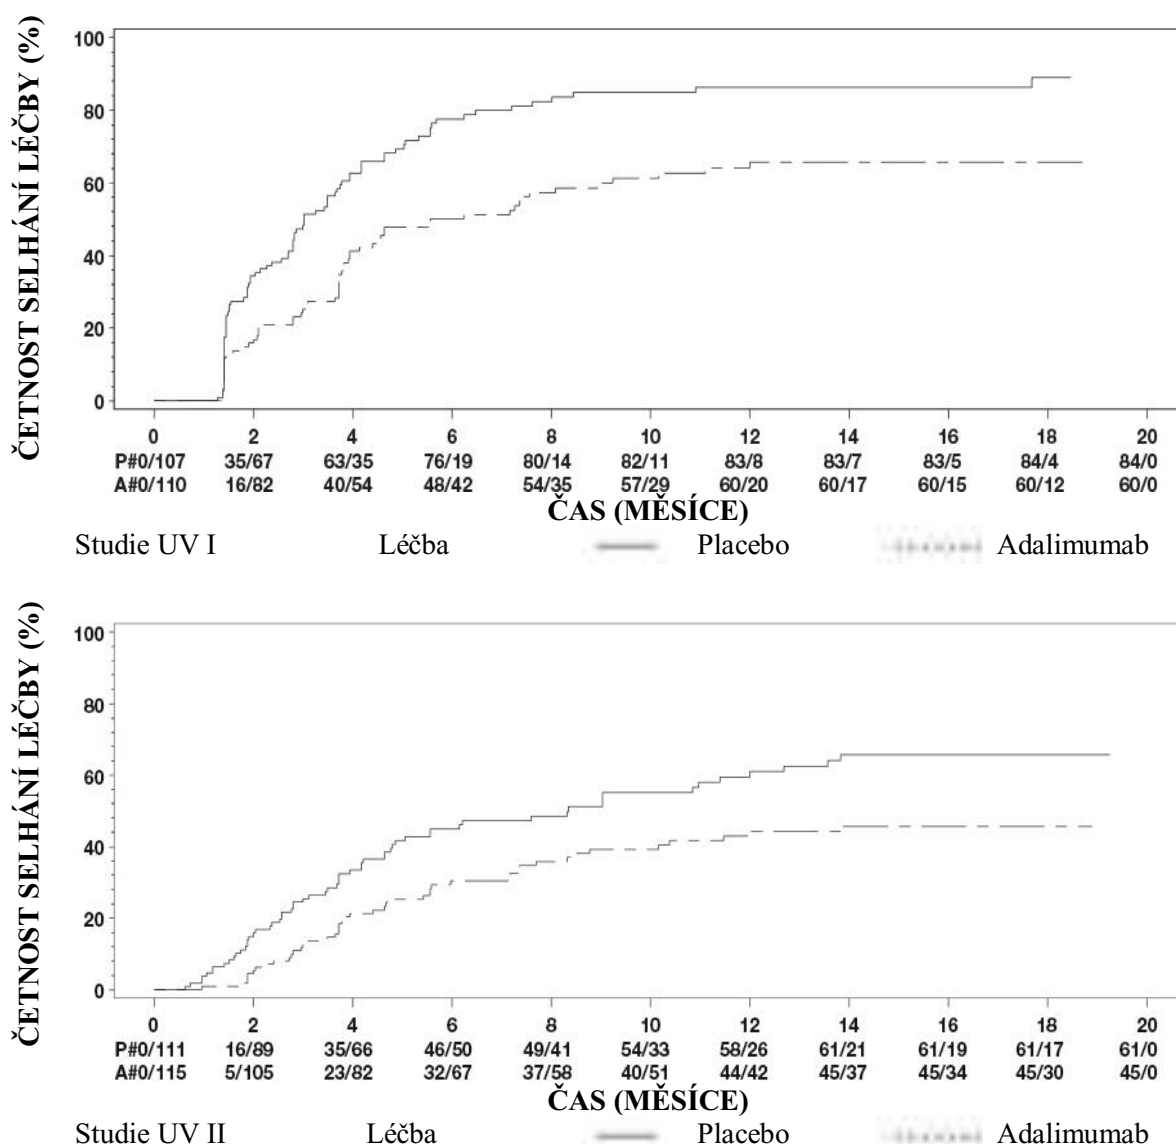 ČETNOST SELHÁNÍ LÉČBY (%)
100
80
60
40
20
0
0 2 4 6 8 10 12 14 16 18 20
P#0/107 35/67 63/35 76/19 80/14 82/11 83/8 83/7 83/5 84/4 84/0
A#0/110 16/82 40/54 48/42 54/35 57/29 60/20 60/17 60/15 60/12 60/0
ČAS (MĚSÍCE)
Studie UV I Léčba Placebo Adalimumab
ČETNOST SELHÁNÍ LÉČBY (%)
100
80
60
40
20
0
0 2 4 6 8 10 12 14 16 18 20
P#0/111 16/89 35/66 46/50 49/41 54/33 58/26 61/21 61/19 61/17 61/0
A#0/115 5/105 23/82 32/67 37/58 40/51 44/42 45/37 45/34 45/30 45/0
ČAS (MĚSÍCE)
Studie UV II Léčba Placebo Adalimumab